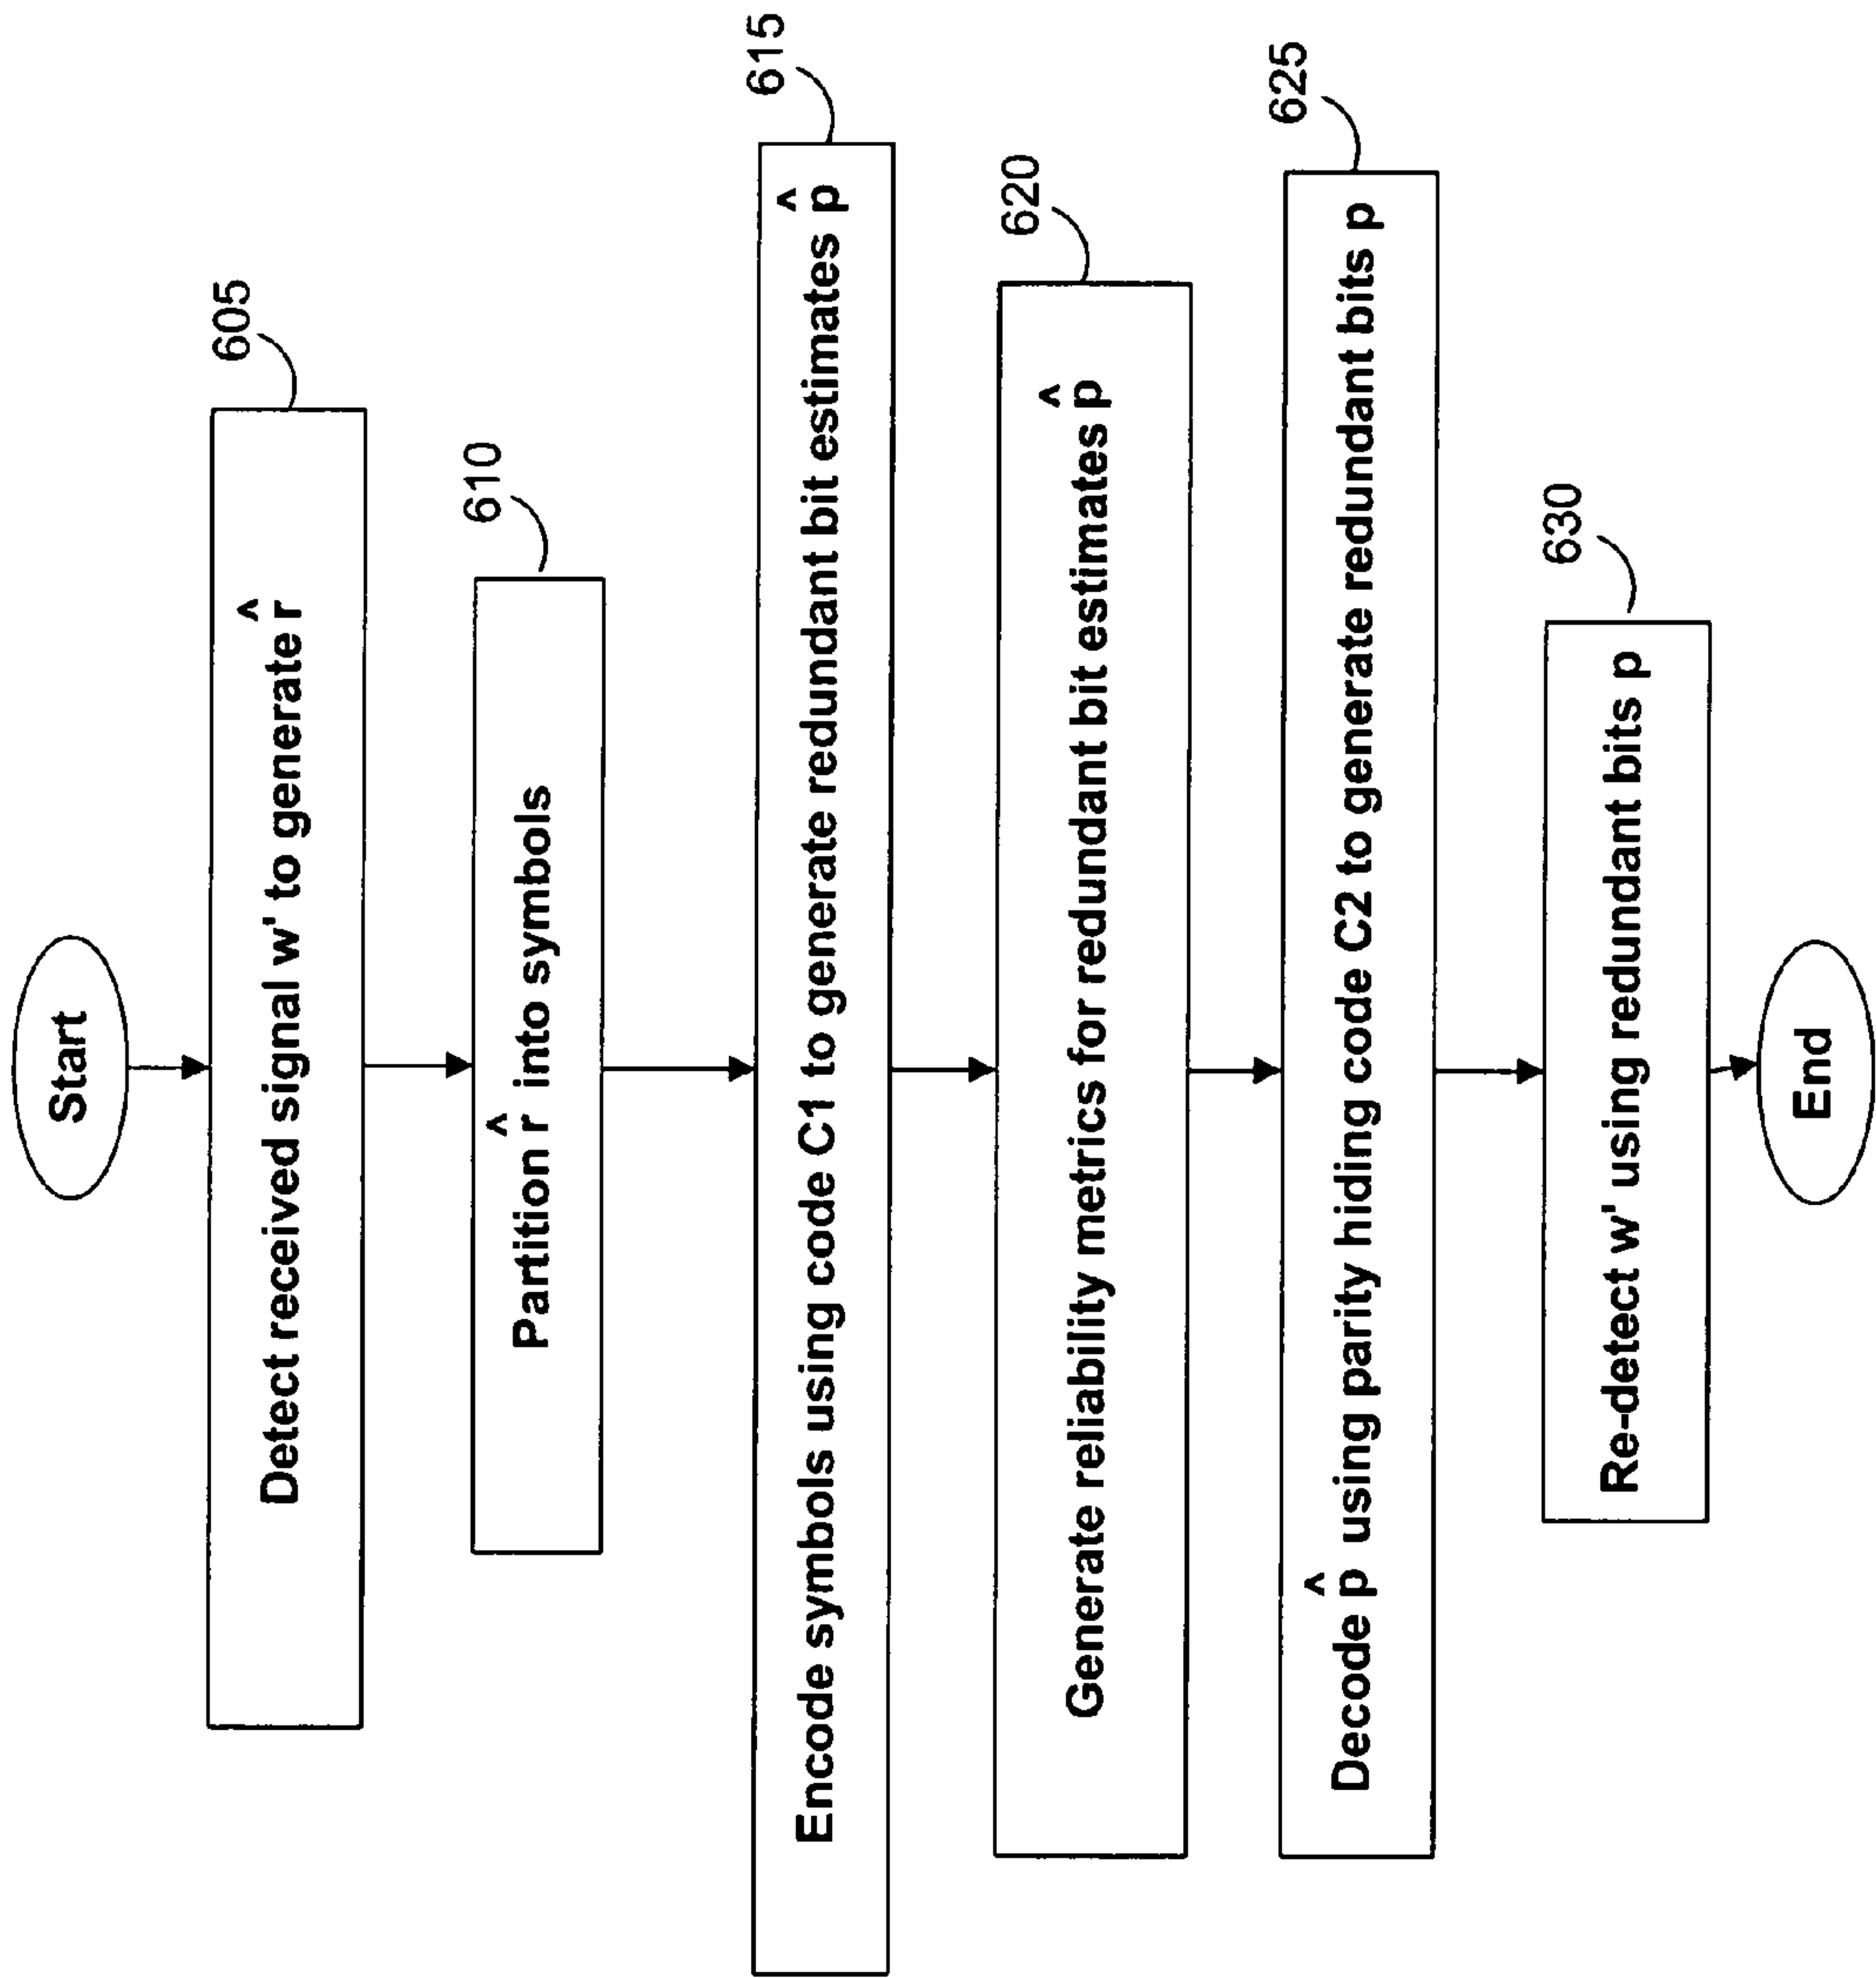 Start
605
Detect received signal w' to generate r̂
610
Partition r̂ into symbols
615
Encode symbols using code C1 to generate redundant bit estimates p̂
620
Generate reliability metrics for redundant bit estimates p̂
625
Decode p̂ using parity hiding code C2 to generate redundant bits p
630
Re-detect w' using redundant bits p
End